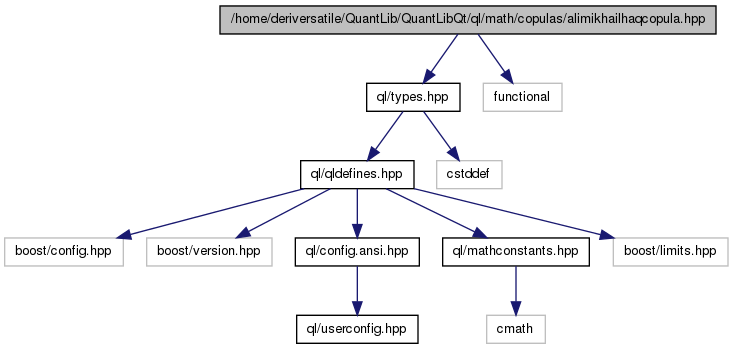 /home/deriversatile/QuantLib/QuantLibQt/ql/math/copulas/alimikhailhaqcopula.hpp
ql/types.hpp
functional
ql/qldefines.hpp
cstddef
boost/config.hpp
boost/version.hpp
ql/config.ansi.hpp
ql/mathconstants.hpp
boost/limits.hpp
ql/userconfig.hpp
cmath